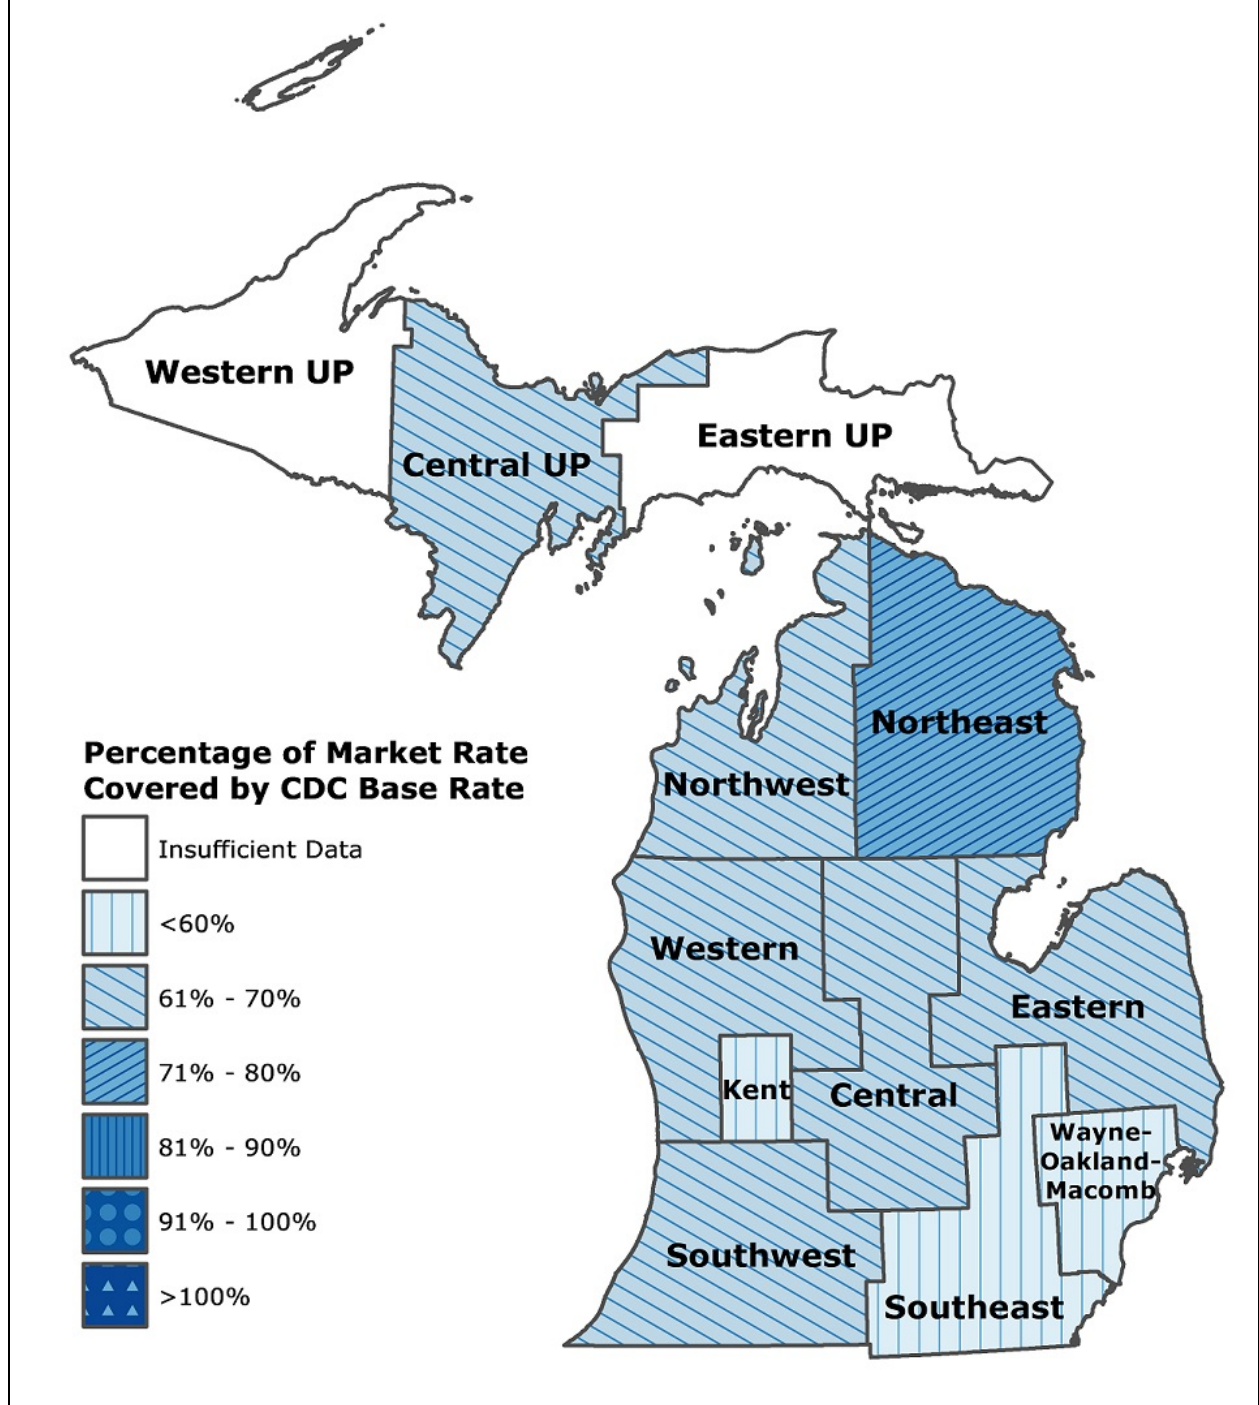 Western UP
Eastern UP
Central UP
Northeast
Northwest
Percentage of Market Rate
Covered by CDC Base Rate
Insufficient Data
<60%
61% - 70%
71% - 80%
81% - 90%
91% - 100%
>100%
Western
Eastern
Kent
Central
Wayne-
Oakland-
Macomb
Southwest
Southeast